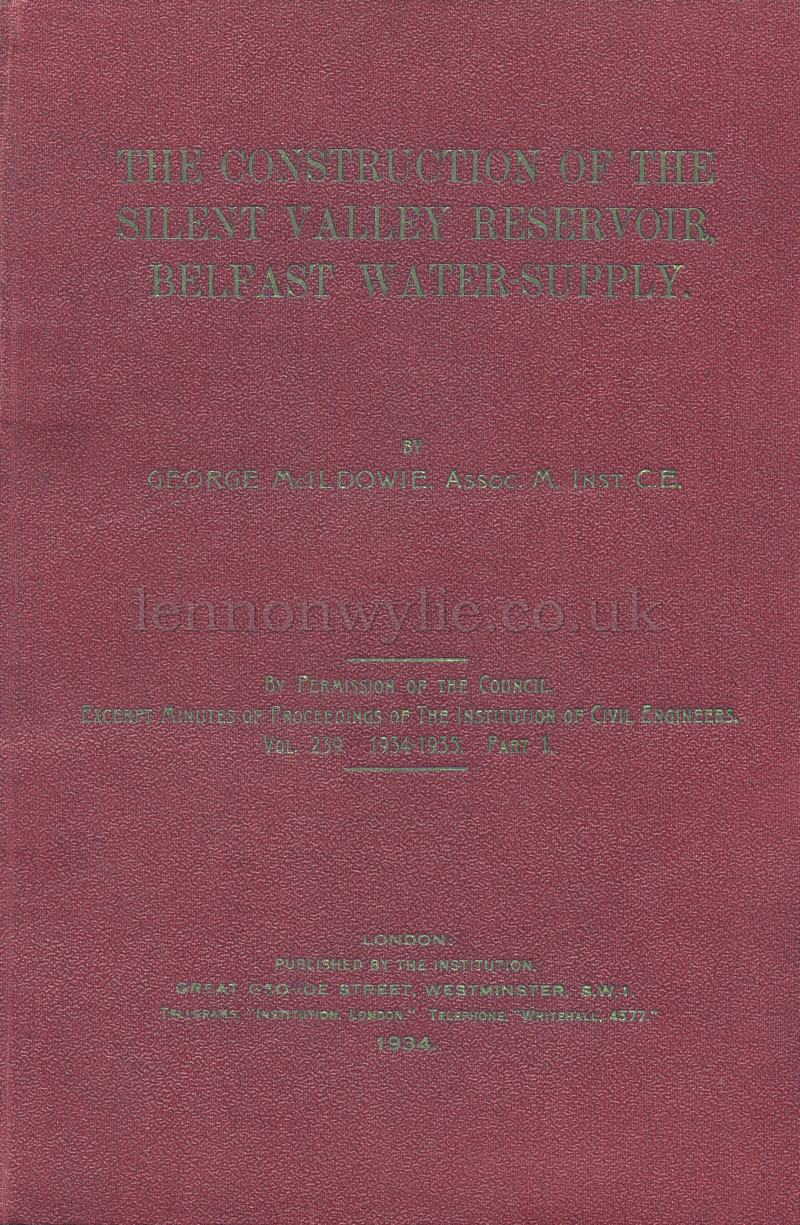 THE CONSTRUCTION OF THE
SILENT VALLEY RESERVOIR,
BELFAST WATER-SUPPLY.
BY
GEORGE McILDOWIE, ASSOC. M. INST. C.E.
lennonwylie.co.uk
BY PERMISSION OF THE COUNCIL.
EXCERPT MINUTES OF PROCEEDINGS OF THE INSTITUTION OF CIVIL ENGINEERS.
VOL. 239. 1934-1935. PART 1.
LONDON:
PUBLISHED BY THE INSTITUTION,
GREAT GEORGE STREET, WESTMINSTER, S.W.1.
TELEGRAMS, "INSTITUTION, LONDON." TELEPHONE, "WHITEHALL, 4577."
1934.